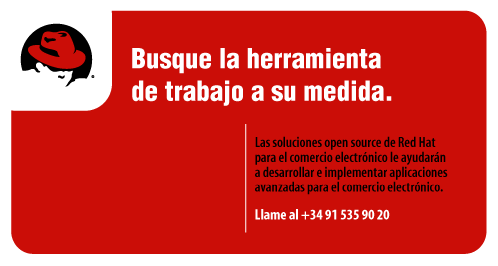 Busque la herramienta
de trabajo a su medida.
Las soluciones open source de Red Hat
para el comercio electrónico le ayudarán
a desarrollar e implementar aplicaciones
avanzadas para el comercio electrónico.
Llame al +34 91 535 90 20